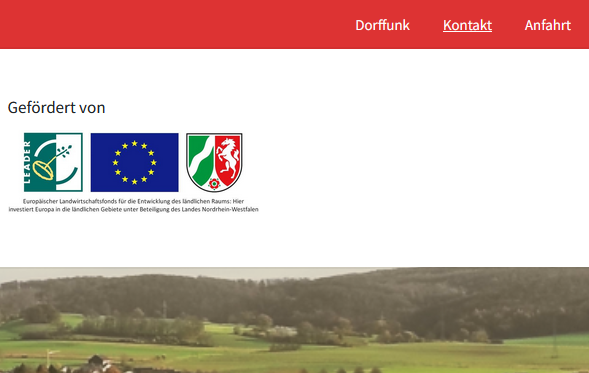 Dorffunk Kontakt Anfahrt
Gefördert von
LEADER
Europäischer Landwirtschaftsfonds für die Entwicklung des ländlichen Raums: Hier
investiert Europa in die ländlichen Gebiete unter Beteiligung des Landes Nordrhein-Westfalen